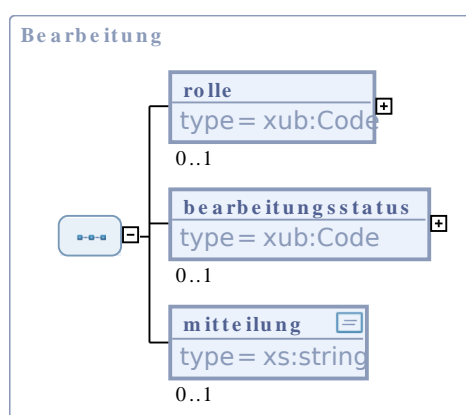 Bearbeitung
rolle
type= xub:Code
0..1
bearbeitungsstatus
type= xub:Code
0..1
mitteilung
type= xs:string
0..1